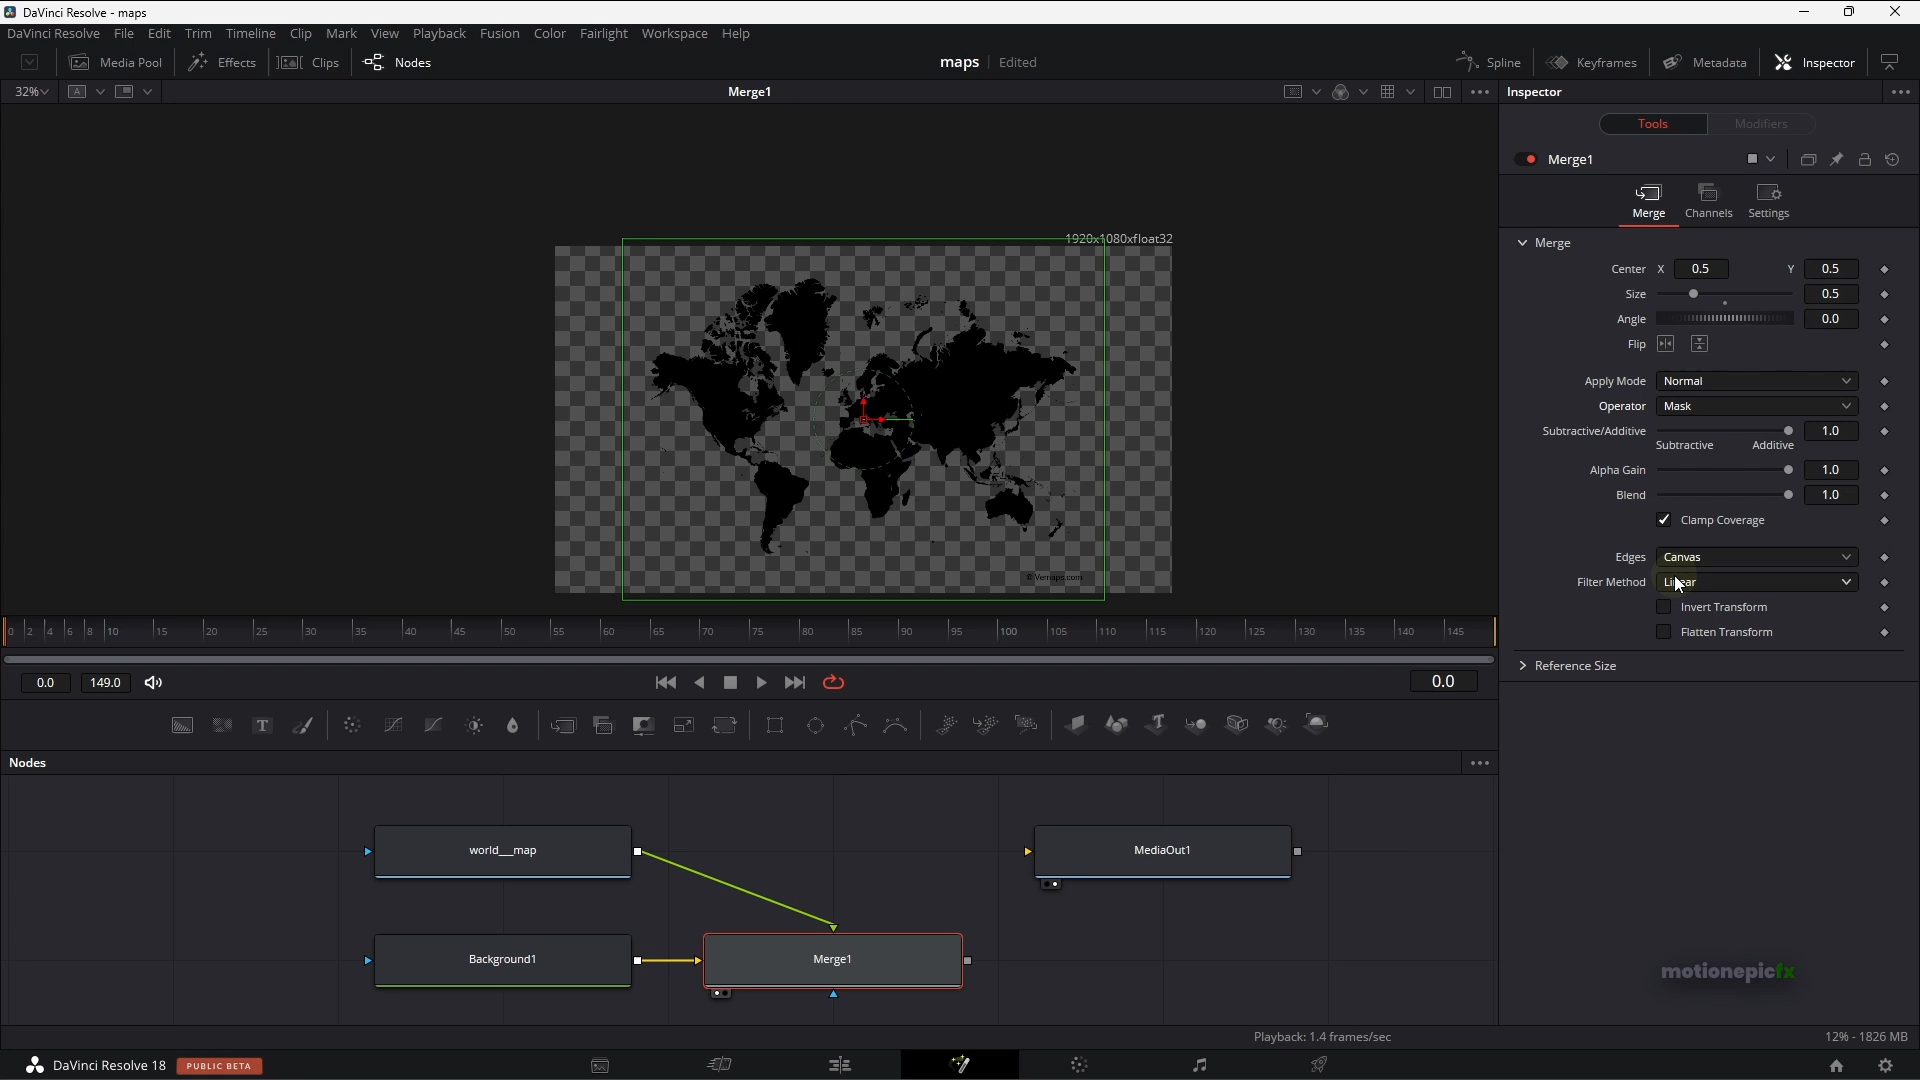 DaVinci Resolve - maps
DaVinci Resolve File Edit Trim Timeline Clip Mark View Playback Fusion Color Fairlight Workspace Help
Media Pool Effects Clips Nodes maps Edited Spline Keyframes Metadata Inspector
32% A Merge1 Inspector
Tools Modifiers
Merge1
Merge Channels Settings
Merge
1920x1080xfloat32
Center X 0.5 Y 0.5
Size 0.5
Angle 0.0
Flip
Apply Mode Normal
Operator Mask
Subtractive/Additive 1.0
Subtractive Additive
Alpha Gain 1.0
Blend 1.0
Clamp Coverage
Edges Canvas
Filter Method Linear
Invert Transform
Flatten Transform
Reference Size
© Vemaps.com
0 2 4 6 8 10 15 20 25 30 35 40 45 50 55 60 65 70 75 80 85 90 95 100 105 110 115 120 125 130 135 140 145
0.0 149.0 0.0
T T
Nodes
world__map MediaOut1
Background1 Merge1
motionepicfx
Playback: 1.4 frames/sec 12% - 1826 MB
DaVinci Resolve 18 PUBLIC BETA